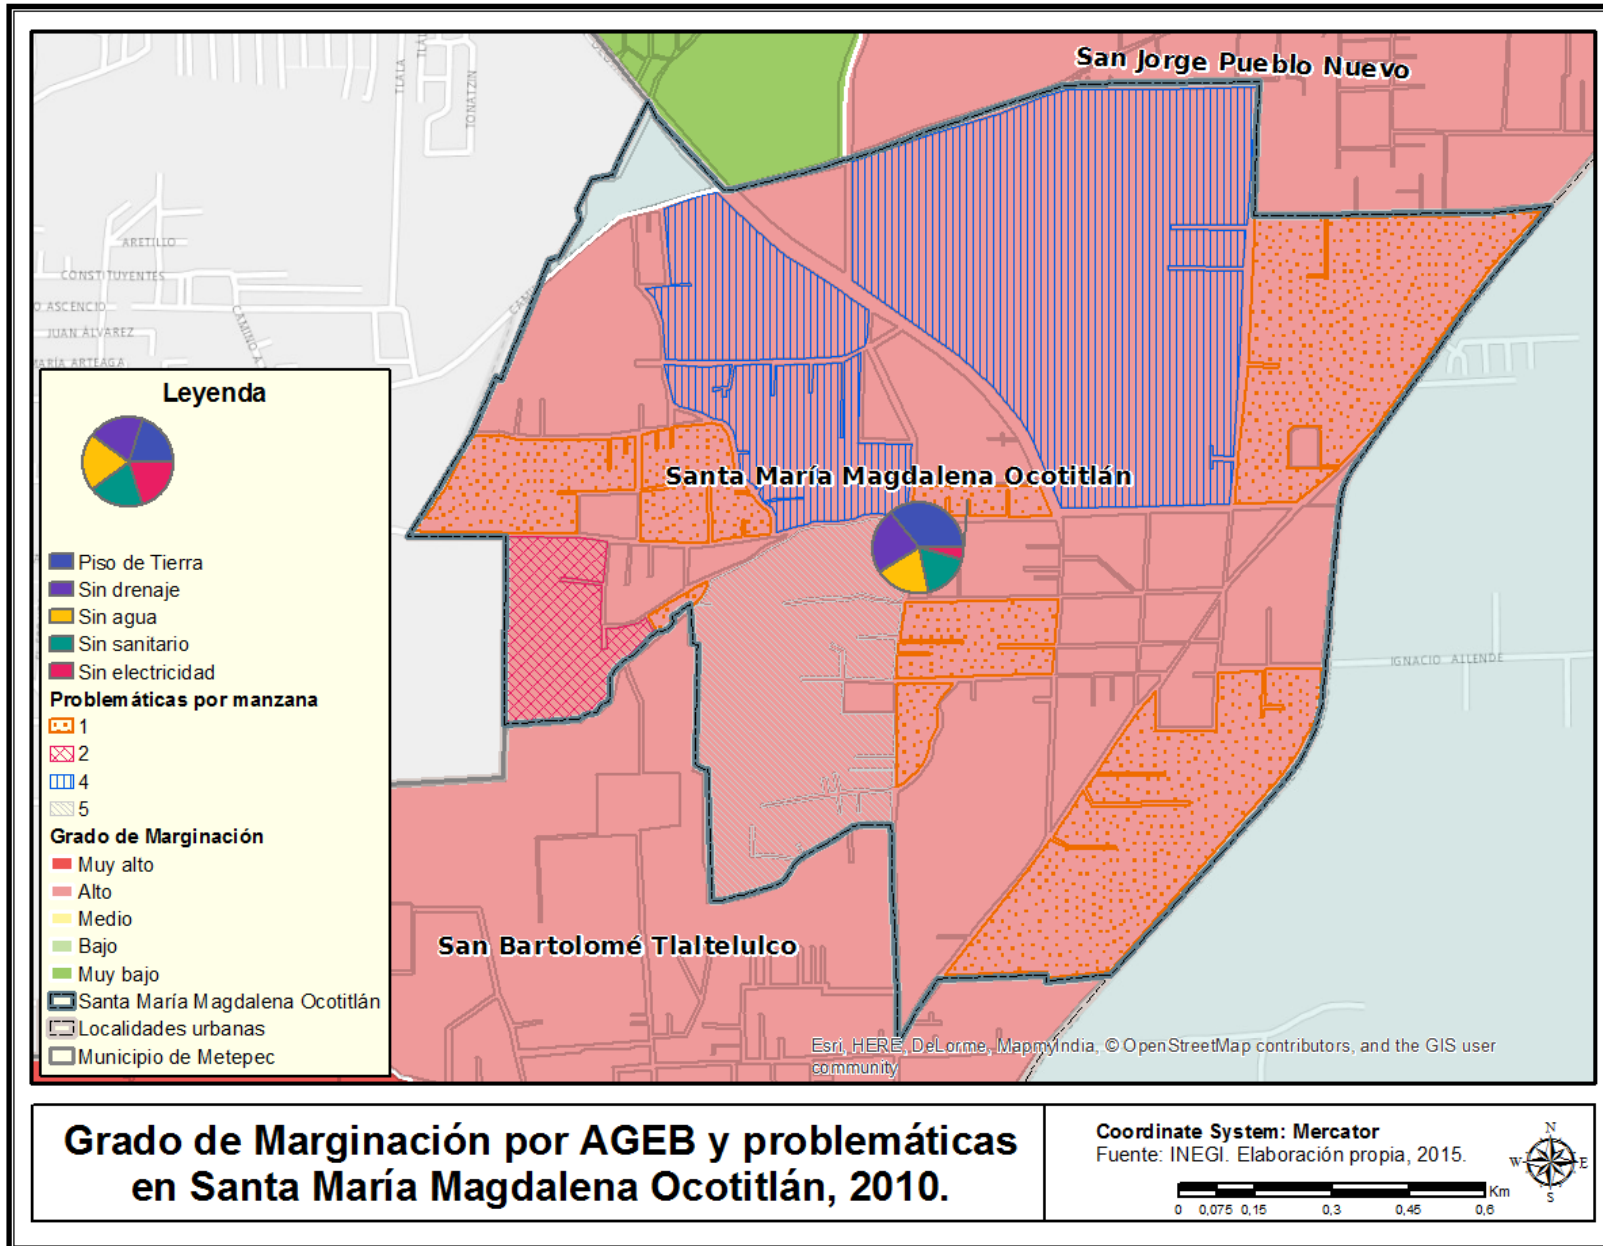 San Jorge Pueblo Nuevo
TLALA
TONATZIN
ARETILLO
CONSTITUYENTES
O ASCENCIO
JUAN ÁLVAREZ
MARÍA ARTEAGA
CAMINO A
Santa María Magdalena Ocotitlán
IGNACIO ALLENDE
San Bartolomé Tlaltelulco
Leyenda
Piso de Tierra
Sin drenaje
Sin agua
Sin sanitario
Sin electricidad
Problemáticas por manzana
1
2
4
5
Grado de Marginación
Muy alto
Alto
Medio
Bajo
Muy bajo
Santa María Magdalena Ocotitlán
Localidades urbanas
Municipio de Metepec
Esri, HERE, DeLorme, MapmyIndia, © OpenStreetMap contributors, and the GIS user
community
Grado de Marginación por AGEB y problemáticas
en Santa María Magdalena Ocotitlán, 2010.
Coordinate System: Mercator
Fuente: INEGI. Elaboración propia, 2015.
N
W E
S
Km
0 0,075 0,15 0,3 0,45 0,6